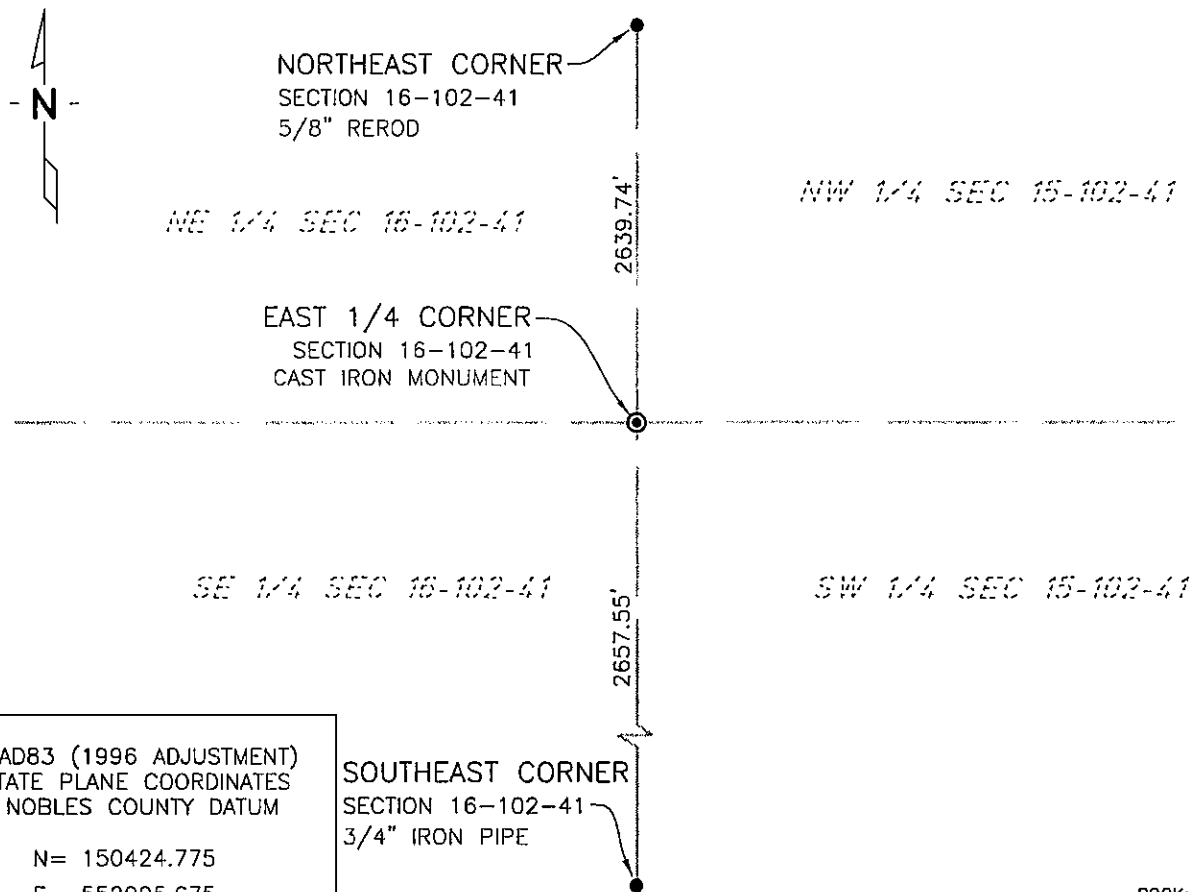 - N -
NORTHEAST CORNER
SECTION 16-102-41
5/8" REROD
NE 1/4 SEC 16-102-41
NW 1/4 SEC 15-102-41
2639.74'
EAST 1/4 CORNER
SECTION 16-102-41
CAST IRON MONUMENT
SE 1/4 SEC 16-102-41
SW 1/4 SEC 15-102-41
2657.55'
AD83 (1996 ADJUSTMENT)
TATE PLANE COORDINATES
NOBLES COUNTY DATUM
N= 150424.775
SOUTHEAST CORNER
SECTION 16-102-41
3/4" IRON PIPE